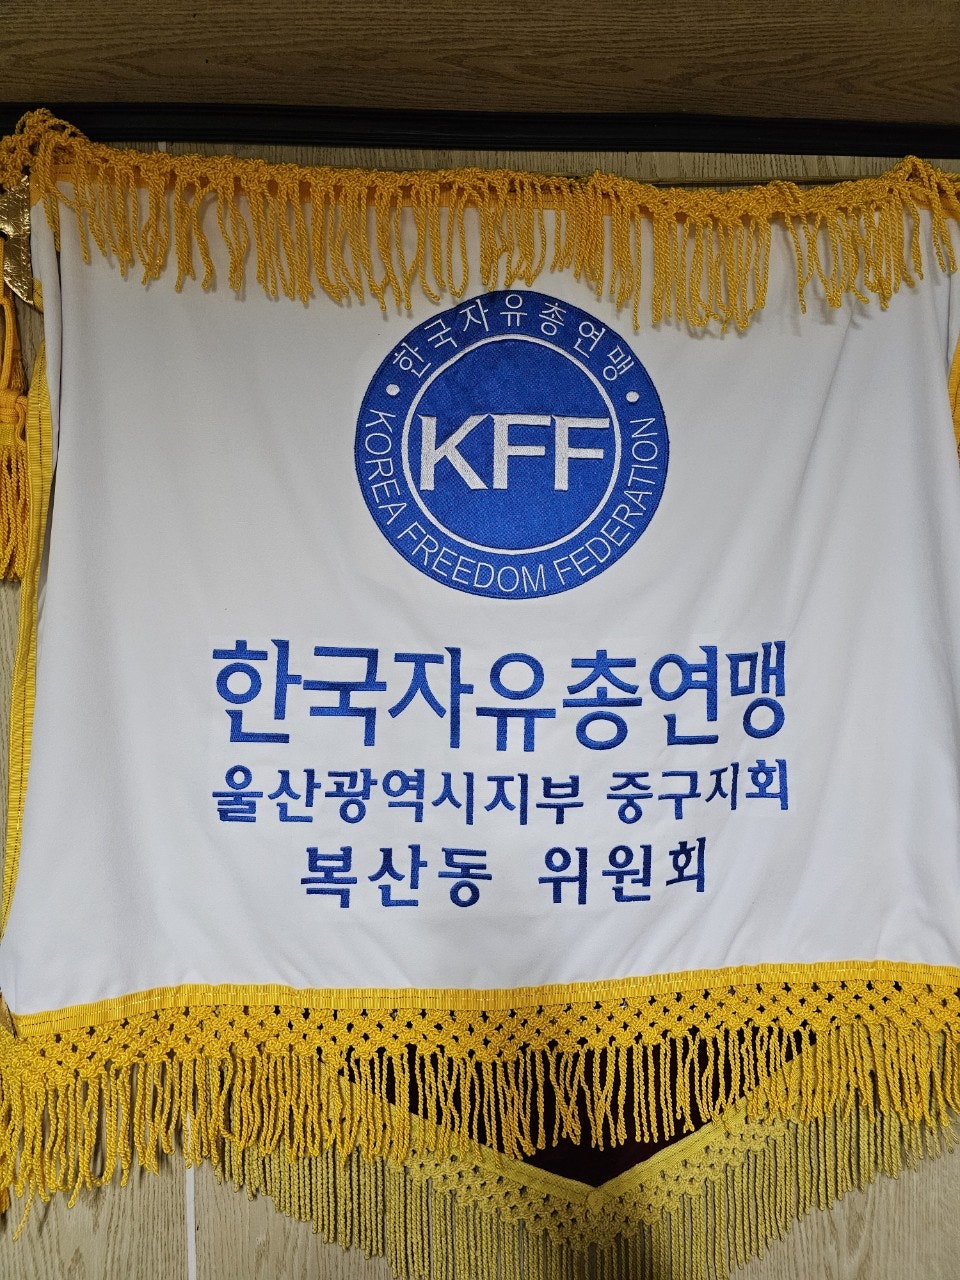 한국자유총연맹
KFF
KOREA FREEDOM FEDERATION
한국자유총연맹
울산광역시지부 중구지회
복산동 위원회